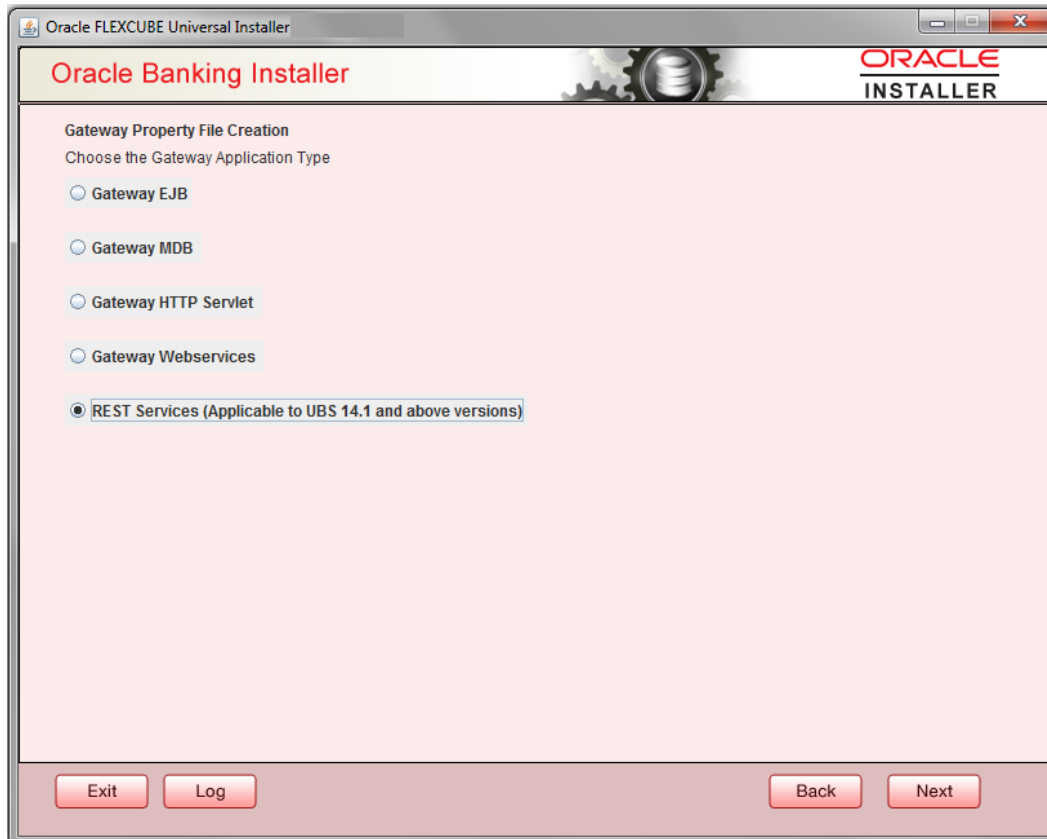 Oracle FLEXCUBE Universal Installer
Oracle Banking Installer
ORACLE
INSTALLER
Gateway Property File Creation
Choose the Gateway Application Type
Gateway EJB
Gateway MDB
Gateway HTTP Servlet
Gateway Webservices
REST Services (Applicable to UBS 14.1 and above versions)
Exit Log Back Next